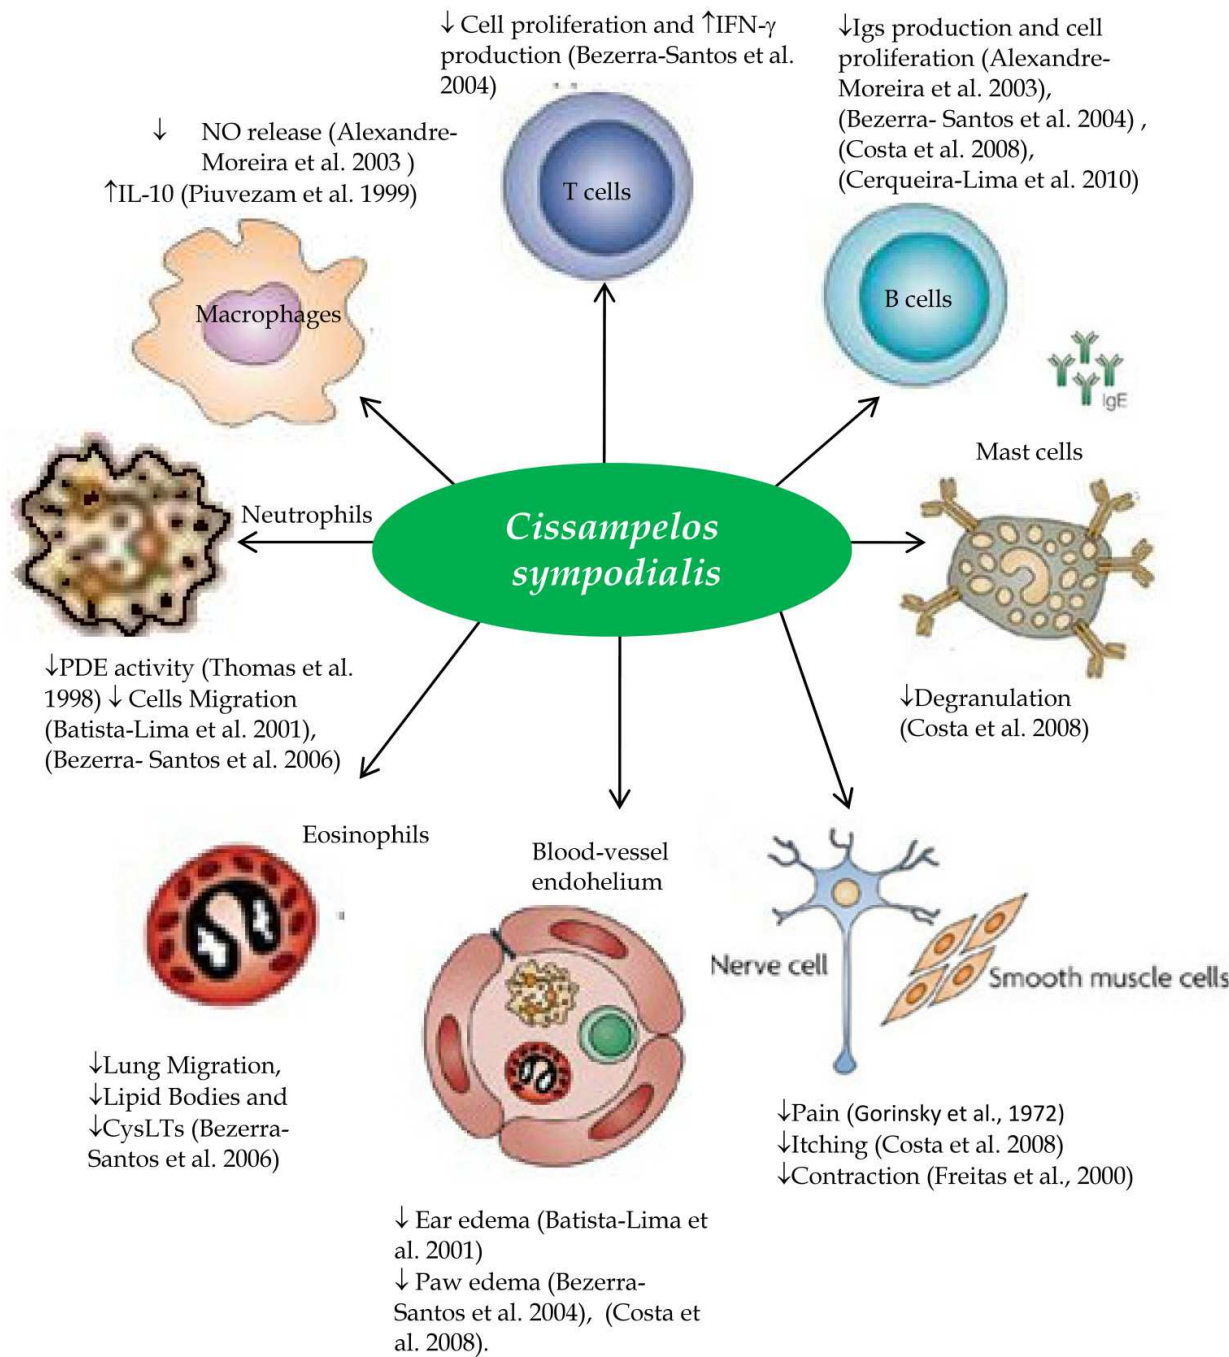 ↓ Cell proliferation and ↑IFN-γ
production (Bezerra-Santos et al.
2004)
↓Igs production and cell
proliferation (Alexandre-
Moreira et al. 2003),
(Bezerra- Santos et al. 2004) ,
(Costa et al. 2008),
(Cerqueira-Lima et al. 2010)
↓ NO release (Alexandre-
Moreira et al. 2003 )
↑IL-10 (Piuvezam et al. 1999)
T cells
B cells
Macrophages
IgE
Mast cells
Neutrophils
Cissampelos
sympodialis
↓PDE activity (Thomas et al.
1998) ↓ Cells Migration
(Batista-Lima et al. 2001),
(Bezerra- Santos et al. 2006)
↓Degranulation
(Costa et al. 2008)
Eosinophils
Blood-vessel
endohelium
Nerve cell
Smooth muscle cells
↓Lung Migration,
↓Lipid Bodies and
↓CysLTs (Bezerra-
Santos et al. 2006)
↓Pain (Gorinsky et al., 1972)
↓Itching (Costa et al. 2008)
↓Contraction (Freitas et al., 2000)
↓ Ear edema (Batista-Lima et
al. 2001)
↓ Paw edema (Bezerra-
Santos et al. 2004), (Costa et
al. 2008).